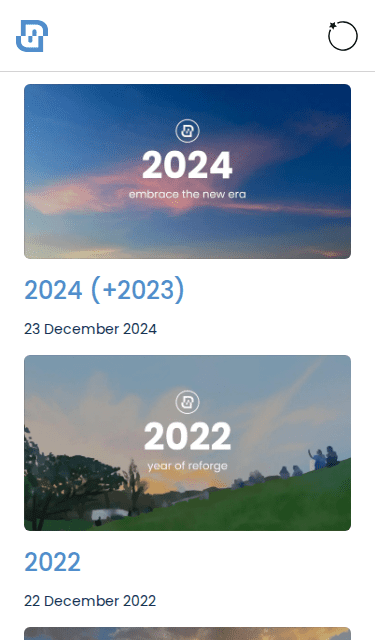 2024
embrace the new era
2024 (+2023)
23 December 2024
2022
year of reforge
2022
22 December 2022